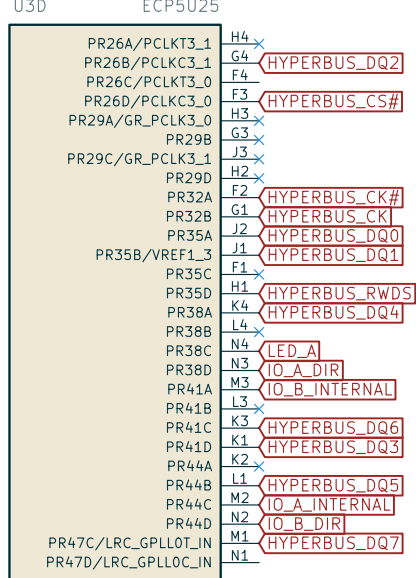 U3D ECP5U25
PR26A/PCLKT3_1 H4
PR26B/PCLKC3_1 G4 HYPERBUS_DQ2
PR26C/PCLKT3_0 F4
PR26D/PCLKC3_0 F3 HYPERBUS_CS#
PR29A/GR_PCLK3_0 H3
PR29B G3
PR29C/GR_PCLK3_1 J3
PR29D H2
PR32A F2 HYPERBUS_CK#
PR32B G1 HYPERBUS_CK
PR35A J2 HYPERBUS_DQ0
PR35B/VREF1_3 J1 HYPERBUS_DQ1
PR35C F1
PR35D H1 HYPERBUS_RWDS
PR38A K4 HYPERBUS_DQ4
PR38B L4
PR38C N4 LED_A
PR38D N3 IO_A_DIR
PR41A M3 IO_B_INTERNAL
PR41B L3
PR41C K3 HYPERBUS_DQ6
PR41D K1 HYPERBUS_DQ3
PR44A K2
PR44B L1 HYPERBUS_DQ5
PR44C M2 IO_A_INTERNAL
PR44D N2 IO_B_DIR
PR47C/LRC_GPLL0T_IN M1 HYPERBUS_DQ7
PR47D/LRC_GPLL0C_IN N1